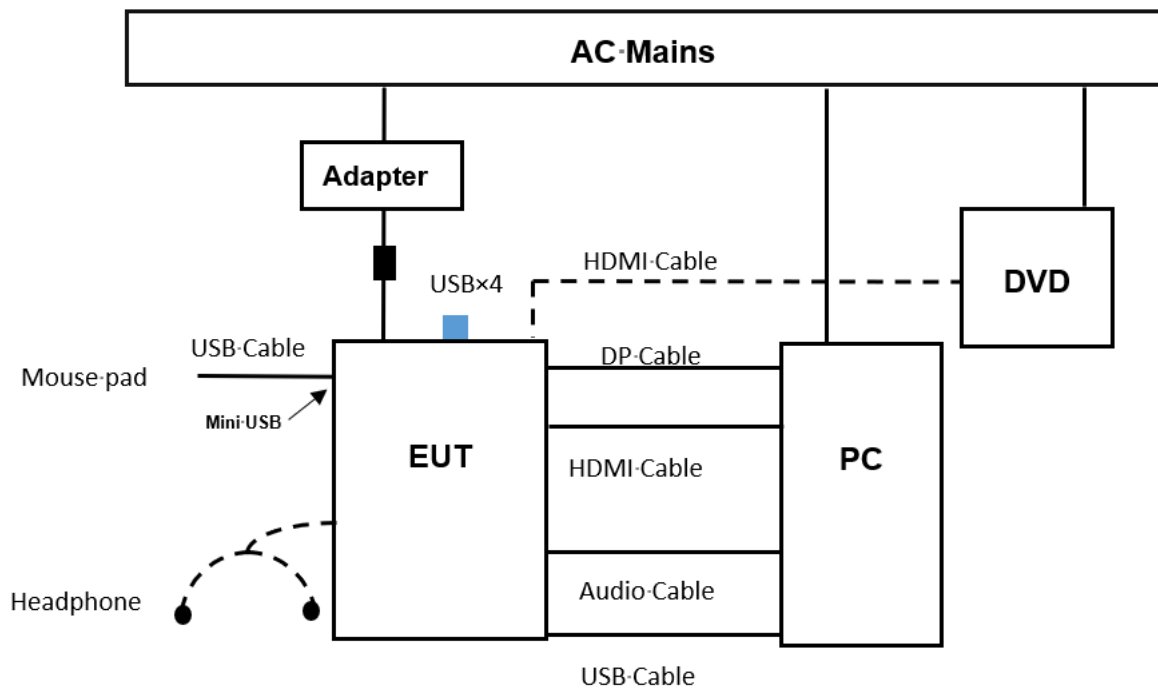 AC·Mains
Adapter
HDMI·Cable
DVD
USB×4
USB·Cable
DP·Cable
Mouse·pad
Mini·USB
EUT
PC
HDMI·Cable
Audio·Cable
Headphone
USB·Cable